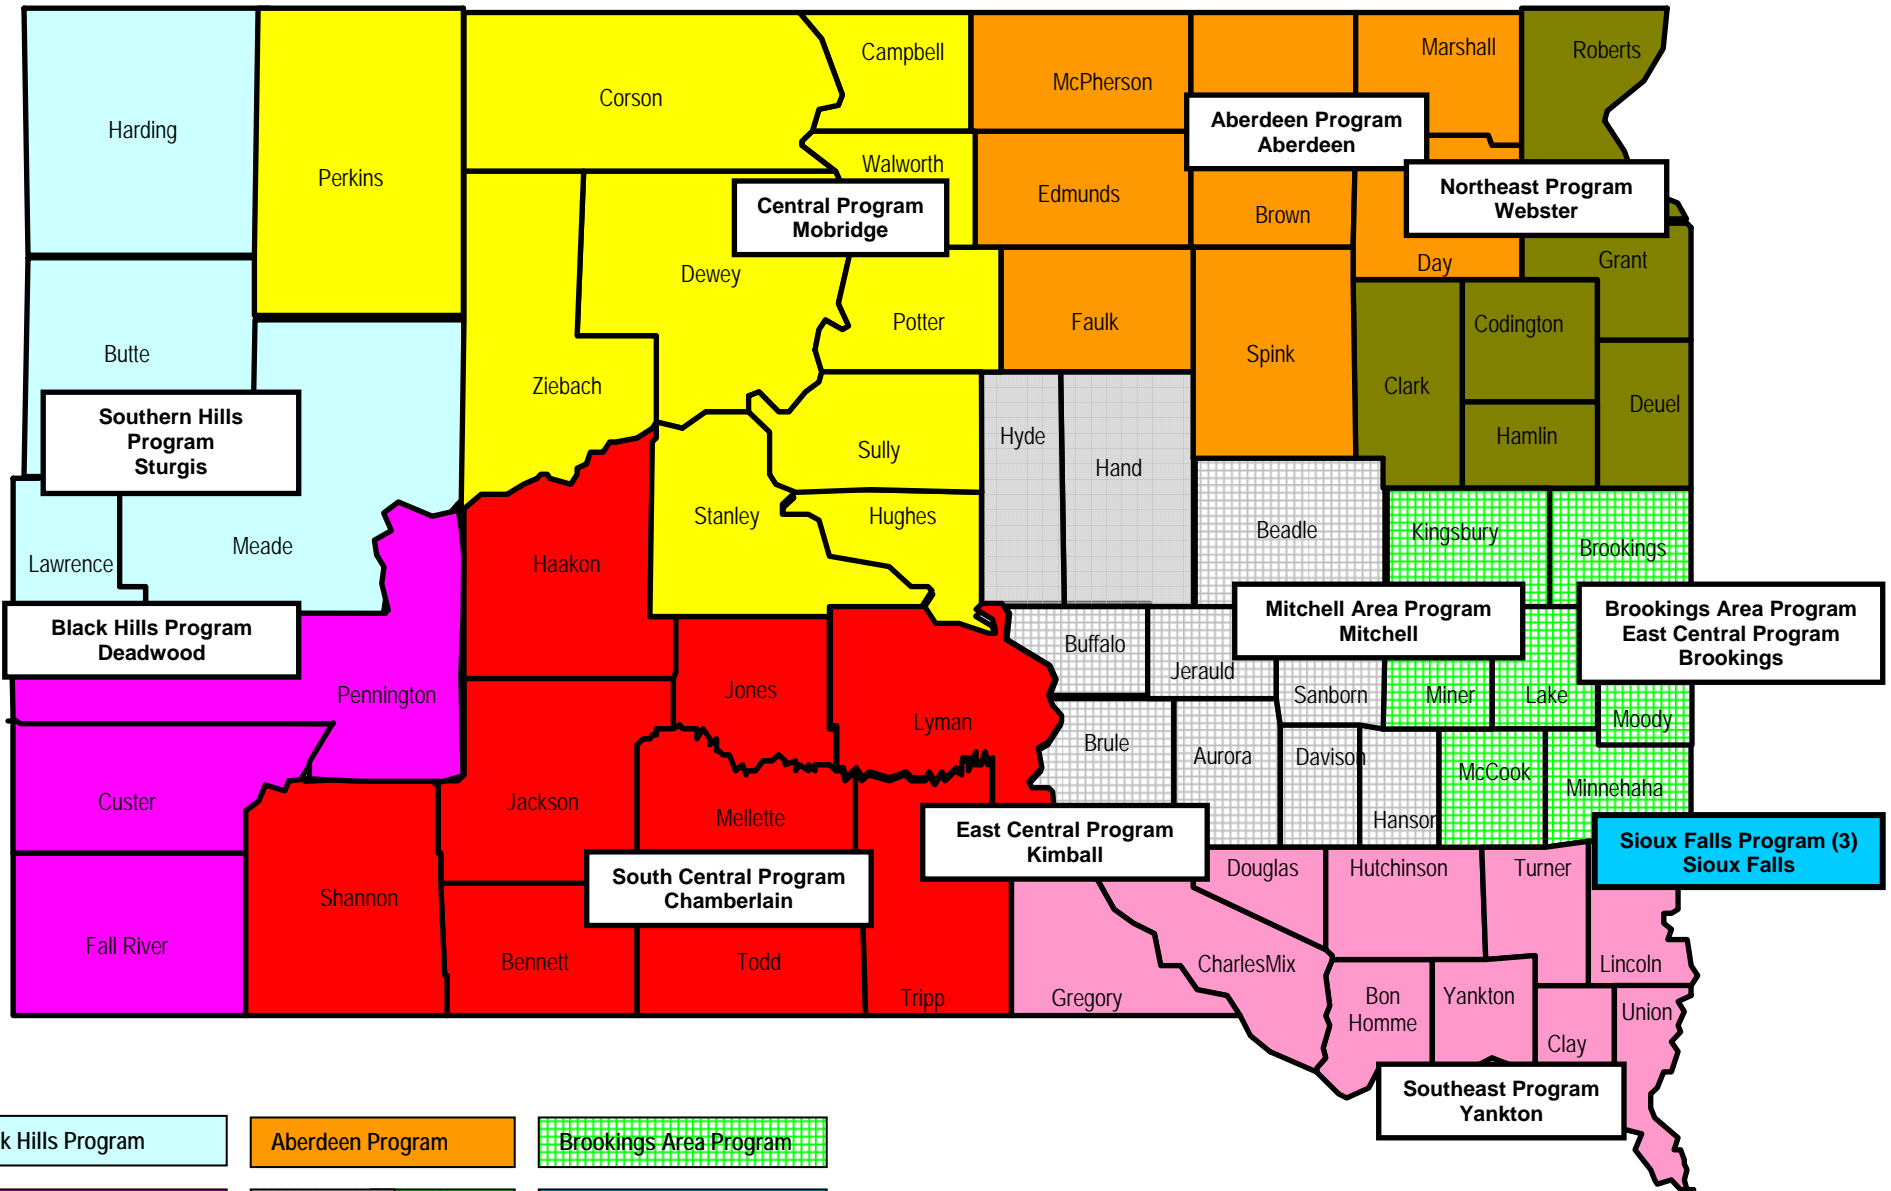 Campbell
Marshall
Roberts
McPherson
Corson
Harding
Aberdeen Program
Aberdeen
Walworth
Perkins
Northeast Program
Webster
Edmunds
Central Program
Mobridge
Brown
Dewey
Day
Grant
Potter
Faulk
Codington
Butte
Spink
Ziebach
Clark
Deuel
Southern Hills
Program
Sturgis
Hyde
Hamlin
Sully
Hand
Stanley
Hughes
Beadle
Kingsbury
Brookings
Meade
Lawrence
Haakon
Mitchell Area Program
Mitchell
Brookings Area Program
East Central Program
Brookings
Black Hills Program
Deadwood
Buffalo
Jerauld
Pennington
Jones
Sanborn
Miner
Lake
Lyman
Moody
Brule
Aurora
Davison
McCook
Minnehaha
Custer
Jackson
Mellette
Hanson
East Central Program
Kimball
Sioux Falls Program (3)
Sioux Falls
Douglas
Hutchinson
Turner
South Central Program
Chamberlain
Shannon
Fall River
Bennett
Todd
CharlesMix
Lincoln
Tripp
Gregory
Bon
Homme
Yankton
Union
Clay
Southeast Program
Yankton
k Hills Program
Aberdeen Program
Brookings Area Program